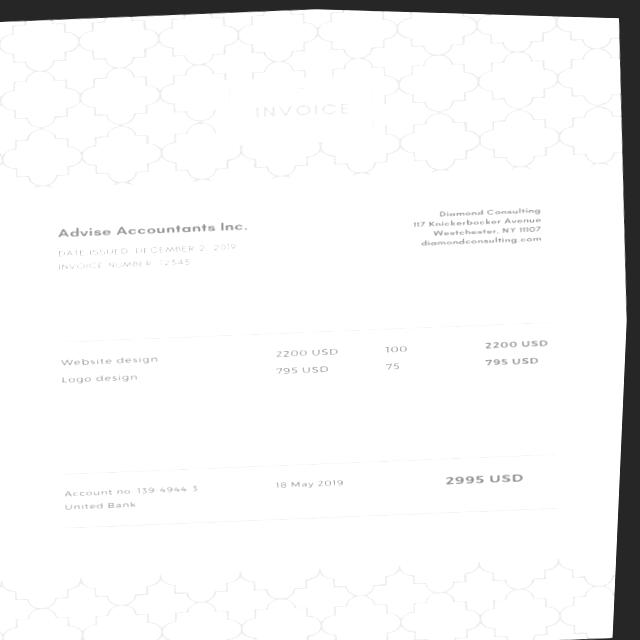 INVOICE
Advise Accountants Inc.
DATE ISSUED: DECEMBER 2, 2019
INVOICE NUMBER: 12345
Diamond Consulting
117 Knickerbocker Avenue
Westchester, NY 11107
diamondconsulting.com
Website design 2200 USD 100 2200 USD
Logo design 795 USD 75 795 USD
Account no 139 4944 3 18 May 2019 2995 USD
United Bank